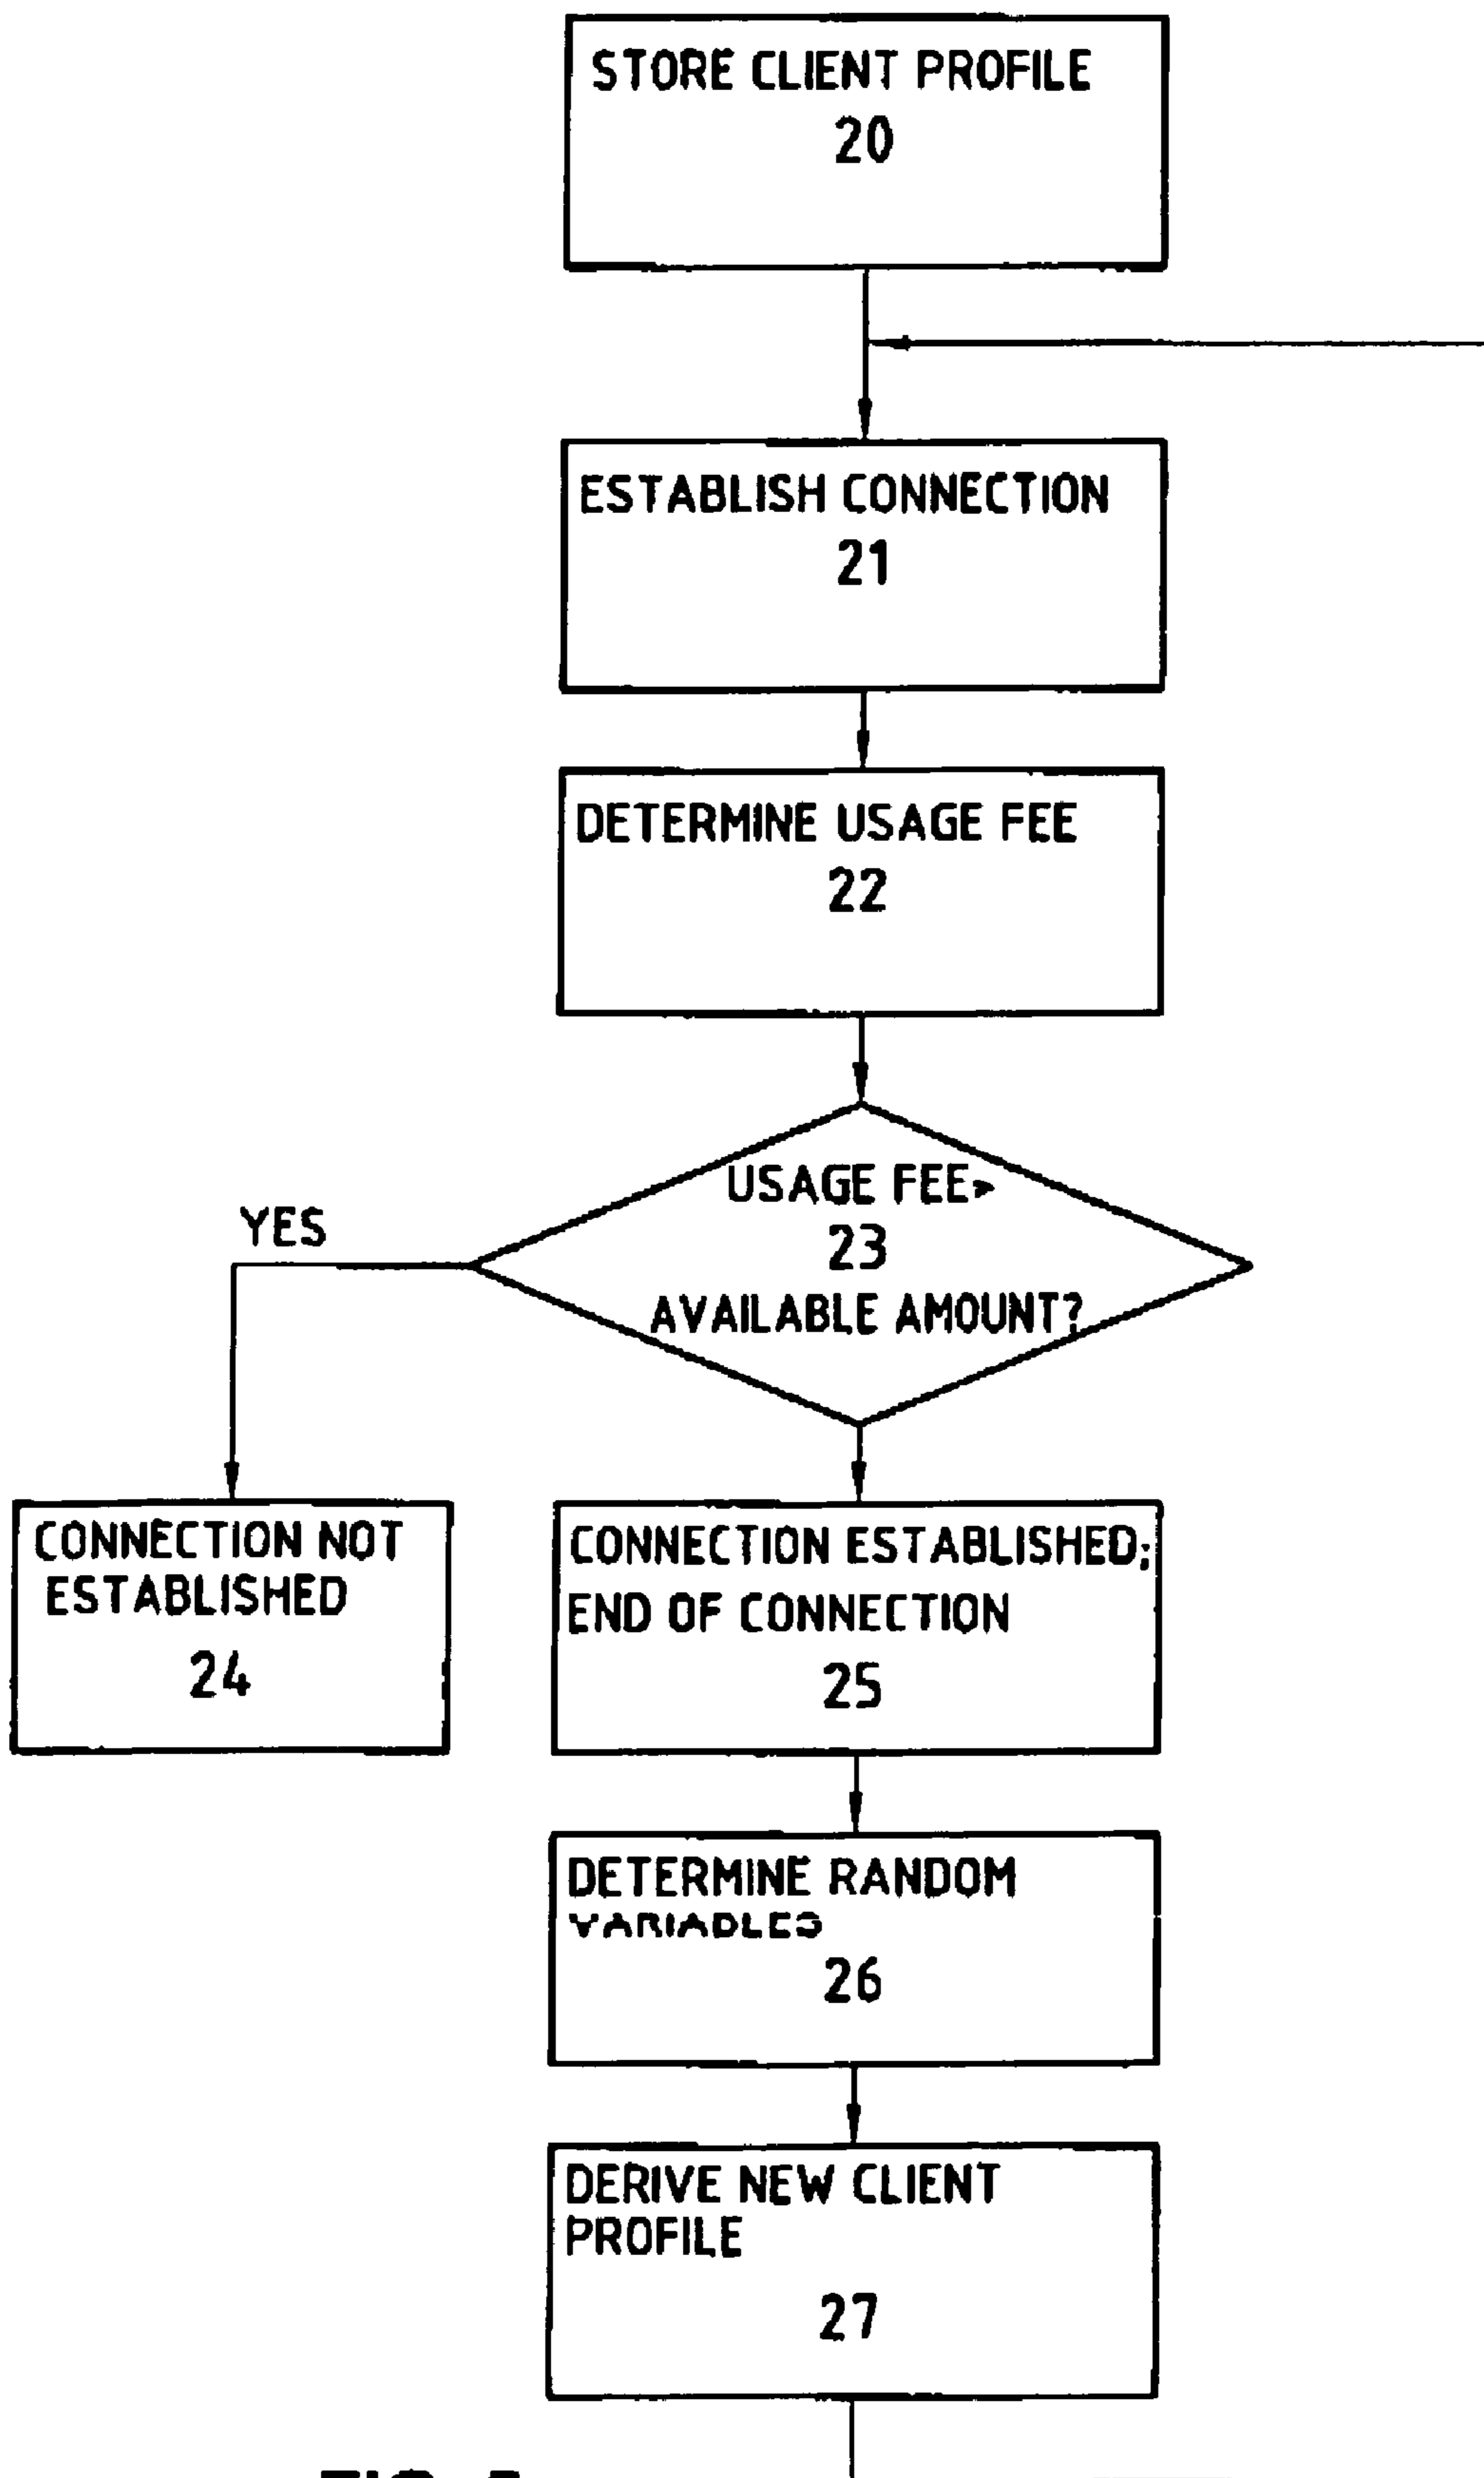 STORE CLIENT PROFILE
20
ESTABLISH CONNECTION
21
DETERMINE USAGE FEE
22
USAGE FEE>
23
AVAILABLE AMOUNT?
YES
CONNECTION NOT
ESTABLISHED
24
CONNECTION ESTABLISHED;
END OF CONNECTION
25
DETERMINE RANDOM
VARIABLES
26
DERIVE NEW CLIENT
PROFILE
27